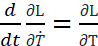 d/dt ∂L/∂Ṫ = ∂L/∂T